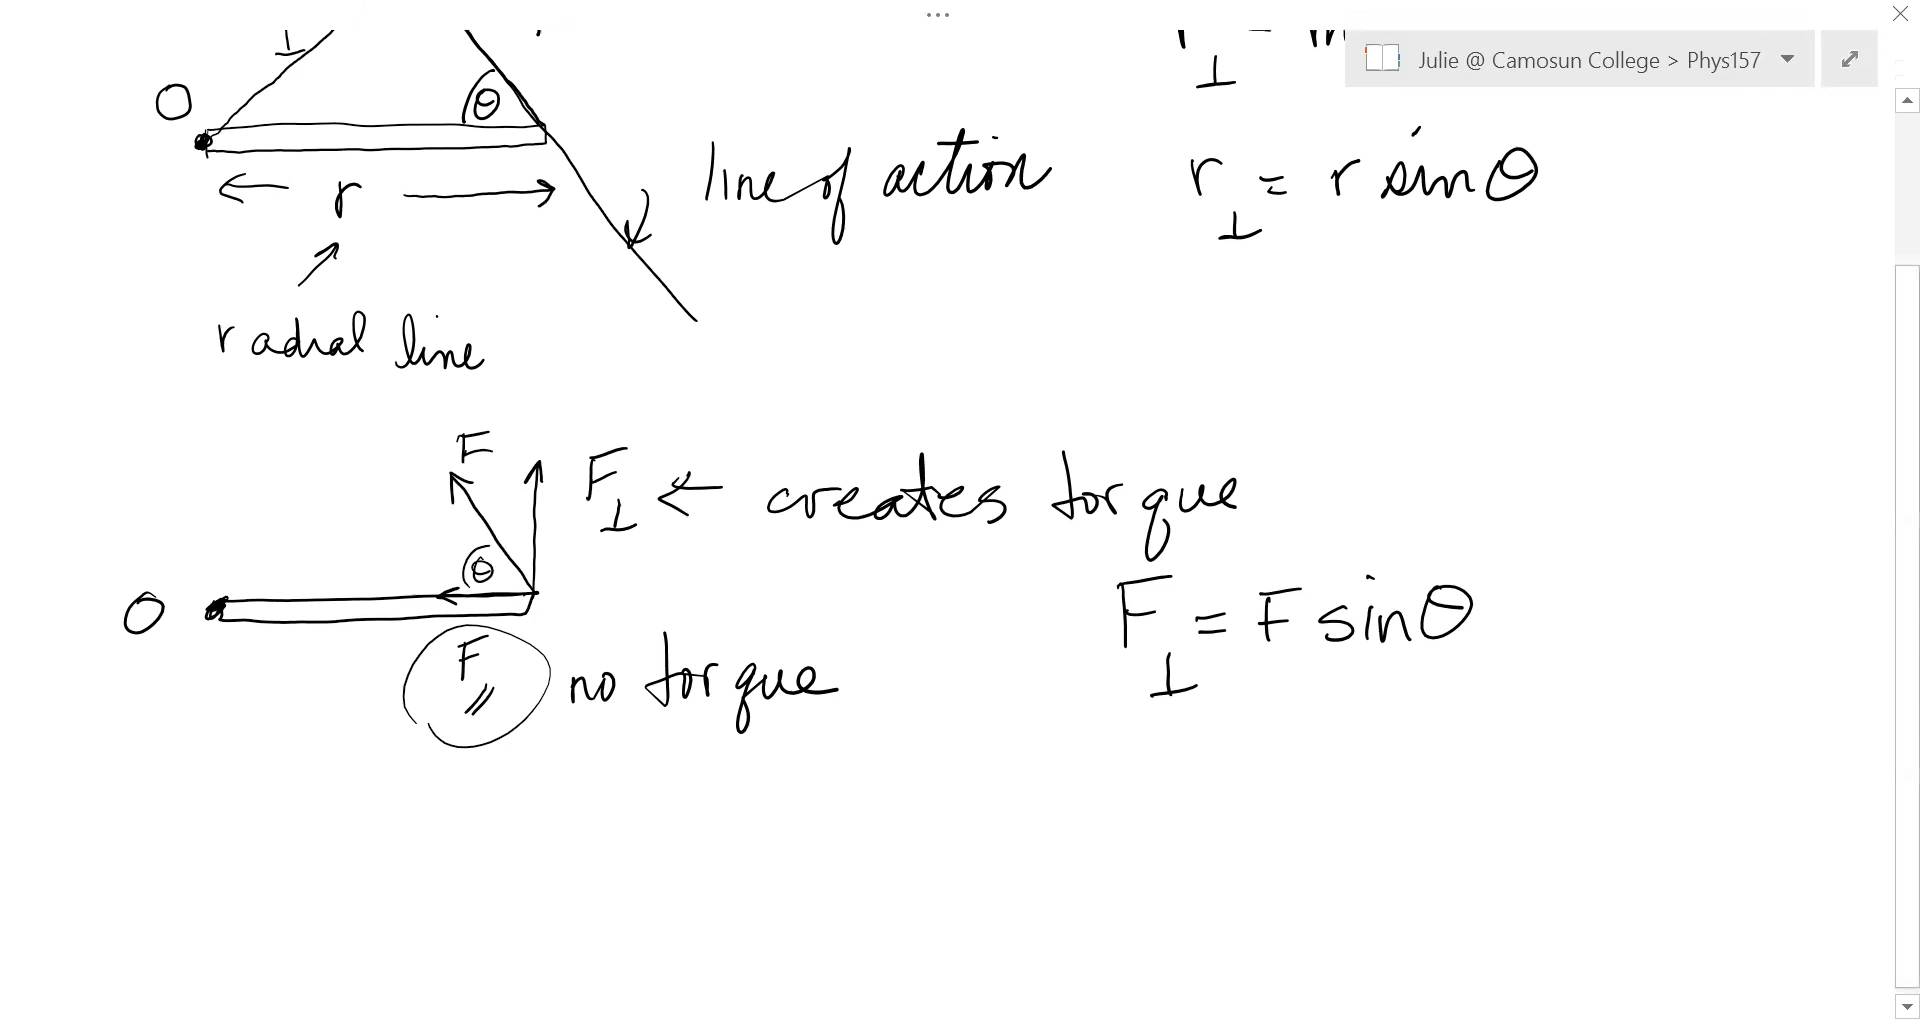 Julie @ Camosun College > Phys157
⊥
O
θ
⊥
line of action
r⊥ = r sinθ
r
radial line
F
F⊥ ← creates torque
θ
O
F⊥ = F sinθ
F∥ no torque